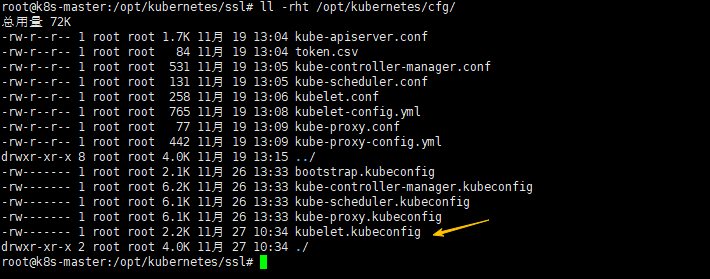 root@k8s-master:/opt/kubernetes/ssl# ll -rht /opt/kubernetes/cfg/
总用量 72K
-rw-r--r-- 1 root root 1.7K 11月 19 13:04 kube-apiserver.conf
-rw-r--r-- 1 root root   84 11月 19 13:04 token.csv
-rw-r--r-- 1 root root  531 11月 19 13:05 kube-controller-manager.conf
-rw-r--r-- 1 root root  131 11月 19 13:05 kube-scheduler.conf
-rw-r--r-- 1 root root  258 11月 19 13:06 kubelet.conf
-rw-r--r-- 1 root root  765 11月 19 13:08 kubelet-config.yml
-rw-r--r-- 1 root root   77 11月 19 13:09 kube-proxy.conf
-rw-r--r-- 1 root root  442 11月 19 13:09 kube-proxy-config.yml
drwxr-xr-x 8 root root 4.0K 11月 19 13:15 ../
-rw------- 1 root root 2.1K 11月 26 13:33 bootstrap.kubeconfig
-rw------- 1 root root 6.2K 11月 26 13:33 kube-controller-manager.kubeconfig
-rw------- 1 root root 6.1K 11月 26 13:33 kube-scheduler.kubeconfig
-rw------- 1 root root 6.1K 11月 26 13:33 kube-proxy.kubeconfig
-rw------- 1 root root 2.2K 11月 27 10:34 kubelet.kubeconfig
drwxr-xr-x 2 root root 4.0K 11月 27 10:34 ./
root@k8s-master:/opt/kubernetes/ssl#